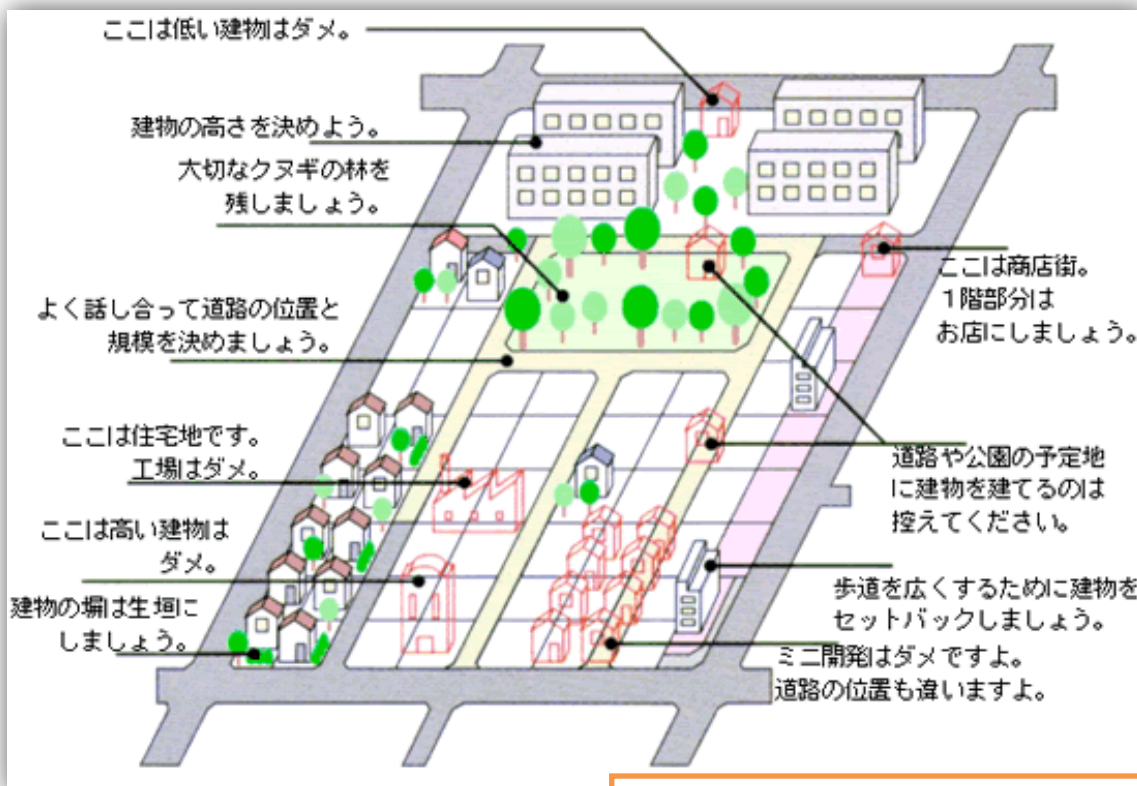 ここは低い建物はダメ。
建物の高さを決めよう。
大切なクヌギの林を
残しましょう。
よく話し合って道路の位置と
規模を決めましょう。
ここは住宅地です。
工場はダメ。
ここは高い建物は
ダメ。
建物の塀は生垣に
しましょう。
ここは商店街。
1階部分は
お店にしましょう。
道路や公園の予定地
に建物を建てるのは
控えてください。
歩道を広くするために建物を
セットバックしましょう。
ミニ開発はダメですよ。
道路の位置も違いますよ。